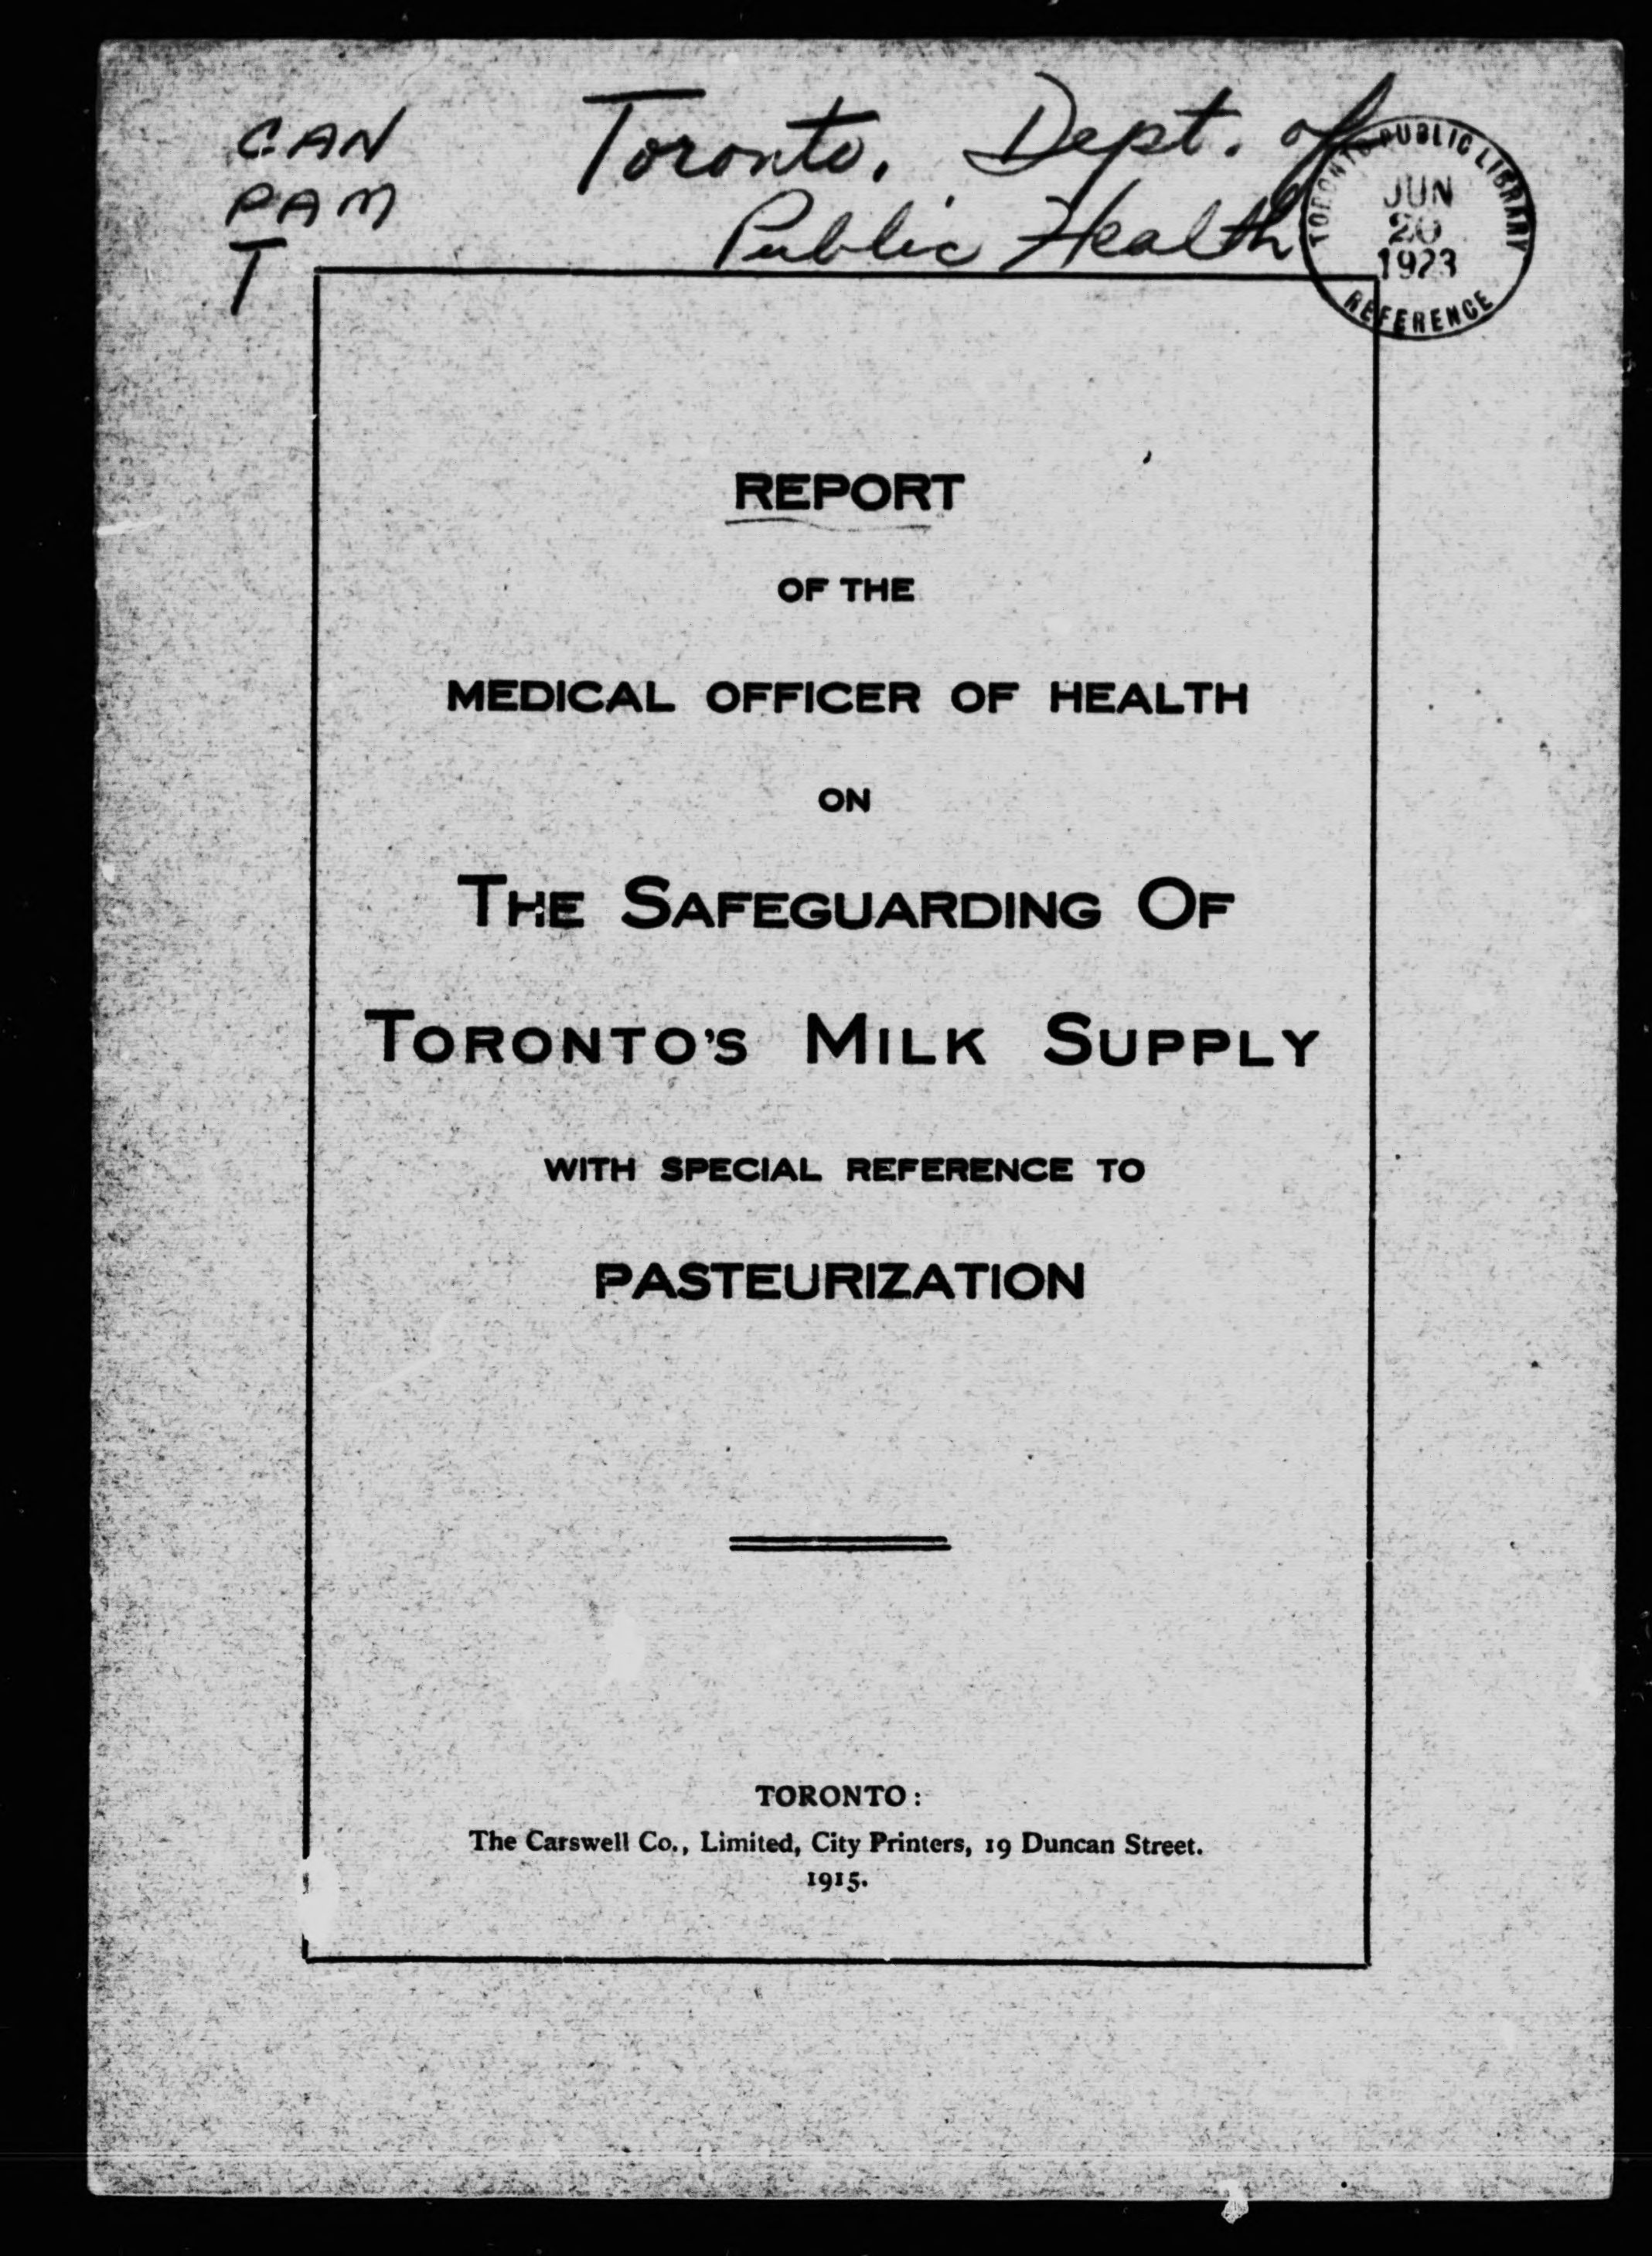 CAN
PAM
T
Toronto. Dept. of
Public Health
TORONTO PUBLIC LIBRARY
JUN
20
1923
REFERENCE
REPORT
OF THE
MEDICAL OFFICER OF HEALTH
ON
THE SAFEGUARDING OF
TORONTO'S MILK SUPPLY
WITH SPECIAL REFERENCE TO
PASTEURIZATION
TORONTO:
The Carswell Co., Limited, City Printers, 19 Duncan Street.
1915.